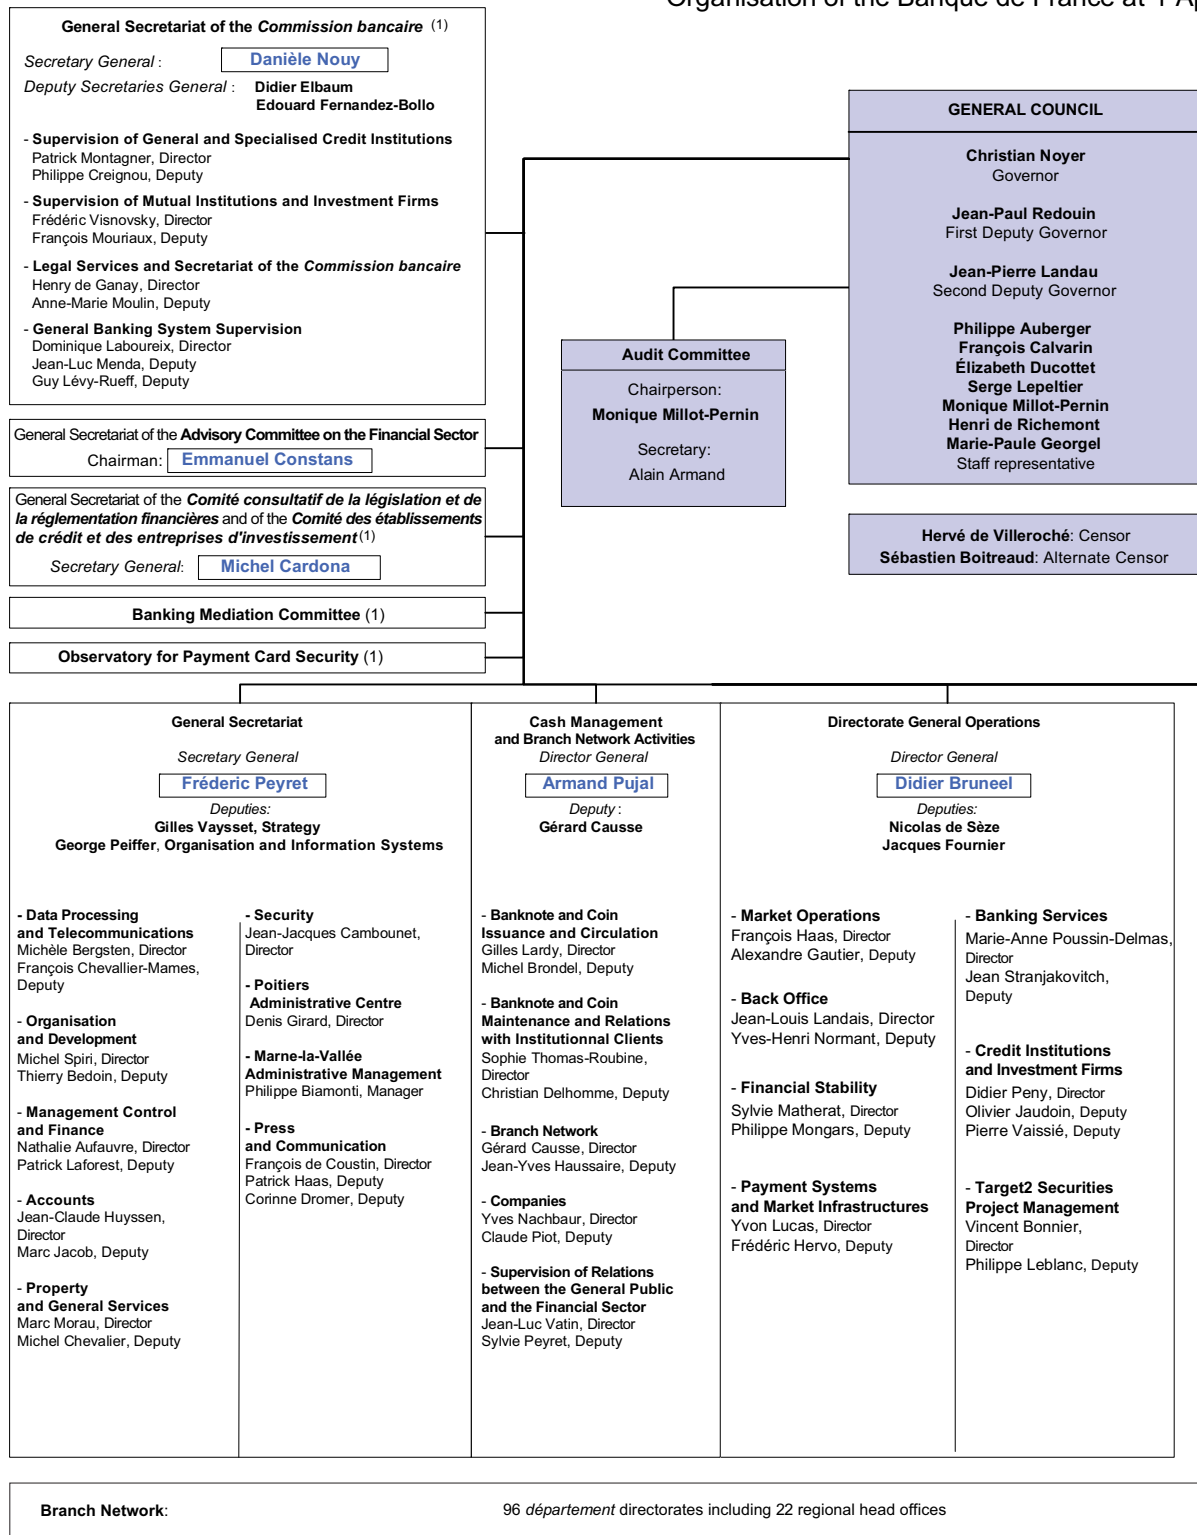 Organisation of the Banque de France at 1
General Secretariat of the Commission bancaire (1)
Secretary General :
Danièle Nouy
Deputy Secretaries General :
Didier Elbaum
Edouard Fernandez-Bollo
- Supervision of General and Specialised Credit Institutions
Patrick Montagner, Director
Philippe Creignou, Deputy
- Supervision of Mutual Institutions and Investment Firms
Frédéric Visnovsky, Director
François Mouriaux, Deputy
- Legal Services and Secretariat of the Commission bancaire
Henry de Ganay, Director
Anne-Marie Moulin, Deputy
- General Banking System Supervision
Dominique Laboureix, Director
Jean-Luc Menda, Deputy
Guy Lévy-Rueff, Deputy
General Secretariat of the Advisory Committee on the Financial Sector
Chairman: Emmanuel Constans
General Secretariat of the Comité consultatif de la législation et de
la réglementation financières and of the Comité des établissements
de crédit et des entreprises d'investissement(1)
Secretary General: Michel Cardona
Banking Mediation Committee (1)
Observatory for Payment Card Security (1)
Audit Committee
Chairperson:
Monique Millot-Pernin
Secretary:
Alain Armand
GENERAL COUNCIL
Christian Noyer
Governor
Jean-Paul Redouin
First Deputy Governor
Jean-Pierre Landau
Second Deputy Governor
Philippe Auberger
François Calvarin
Élizabeth Ducottet
Serge Lepeltier
Monique Millot-Pernin
Henri de Richemont
Marie-Paule Georgel
Staff representative
Hervé de Villeroché: Censor
Sébastien Boitreaud: Alternate Censor
General Secretariat
Secretary General
Fréderic Peyret
Deputies:
Gilles Vaysset, Strategy
George Peiffer, Organisation and Information Systems
- Data Processing
and Telecommunications
Michèle Bergsten, Director
François Chevallier-Mames,
Deputy
- Organisation
and Development
Michel Spiri, Director
Thierry Bedoin, Deputy
- Management Control
and Finance
Nathalie Aufauvre, Director
Patrick Laforest, Deputy
- Accounts
Jean-Claude Huyssen,
Director
Marc Jacob, Deputy
- Property
and General Services
Marc Morau, Director
Michel Chevalier, Deputy
- Security
Jean-Jacques Cambounet,
Director
- Poitiers
Administrative Centre
Denis Girard, Director
- Marne-la-Vallée
Administrative Management
Philippe Biamonti, Manager
- Press
and Communication
François de Coustin, Director
Patrick Haas, Deputy
Corinne Dromer, Deputy
Cash Management
and Branch Network Activities
Director General
Armand Pujal
Deputy :
Gérard Causse
- Banknote and Coin
Issuance and Circulation
Gilles Lardy, Director
Michel Brondel, Deputy
- Banknote and Coin
Maintenance and Relations
with Institutionnal Clients
Sophie Thomas-Roubine,
Director
Christian Delhomme, Deputy
- Branch Network
Gérard Causse, Director
Jean-Yves Haussaire, Deputy
- Companies
Yves Nachbaur, Director
Claude Piot, Deputy
- Supervision of Relations
between the General Public
and the Financial Sector
Jean-Luc Vatin, Director
Sylvie Peyret, Deputy
Directorate General Operations
Director General
Didier Bruneel
Deputies:
Nicolas de Sèze
Jacques Fournier
- Market Operations
François Haas, Director
Alexandre Gautier, Deputy
- Back Office
Jean-Louis Landais, Director
Yves-Henri Normant, Deputy
- Financial Stability
Sylvie Matherat, Director
Philippe Mongars, Deputy
- Payment Systems
and Market Infrastructures
Yvon Lucas, Director
Frédéric Hervo, Deputy
- Banking Services
Marie-Anne Poussin-Delmas,
Director
Jean Stranjakovitch,
Deputy
- Credit Institutions
and Investment Firms
Didier Peny, Director
Olivier Jaudoin, Deputy
Pierre Vaissié, Deputy
- Target2 Securities
Project Management
Vincent Bonnier,
Director
Philippe Leblanc, Deputy
Branch Network: 96 département directorates including 22 regional head offices